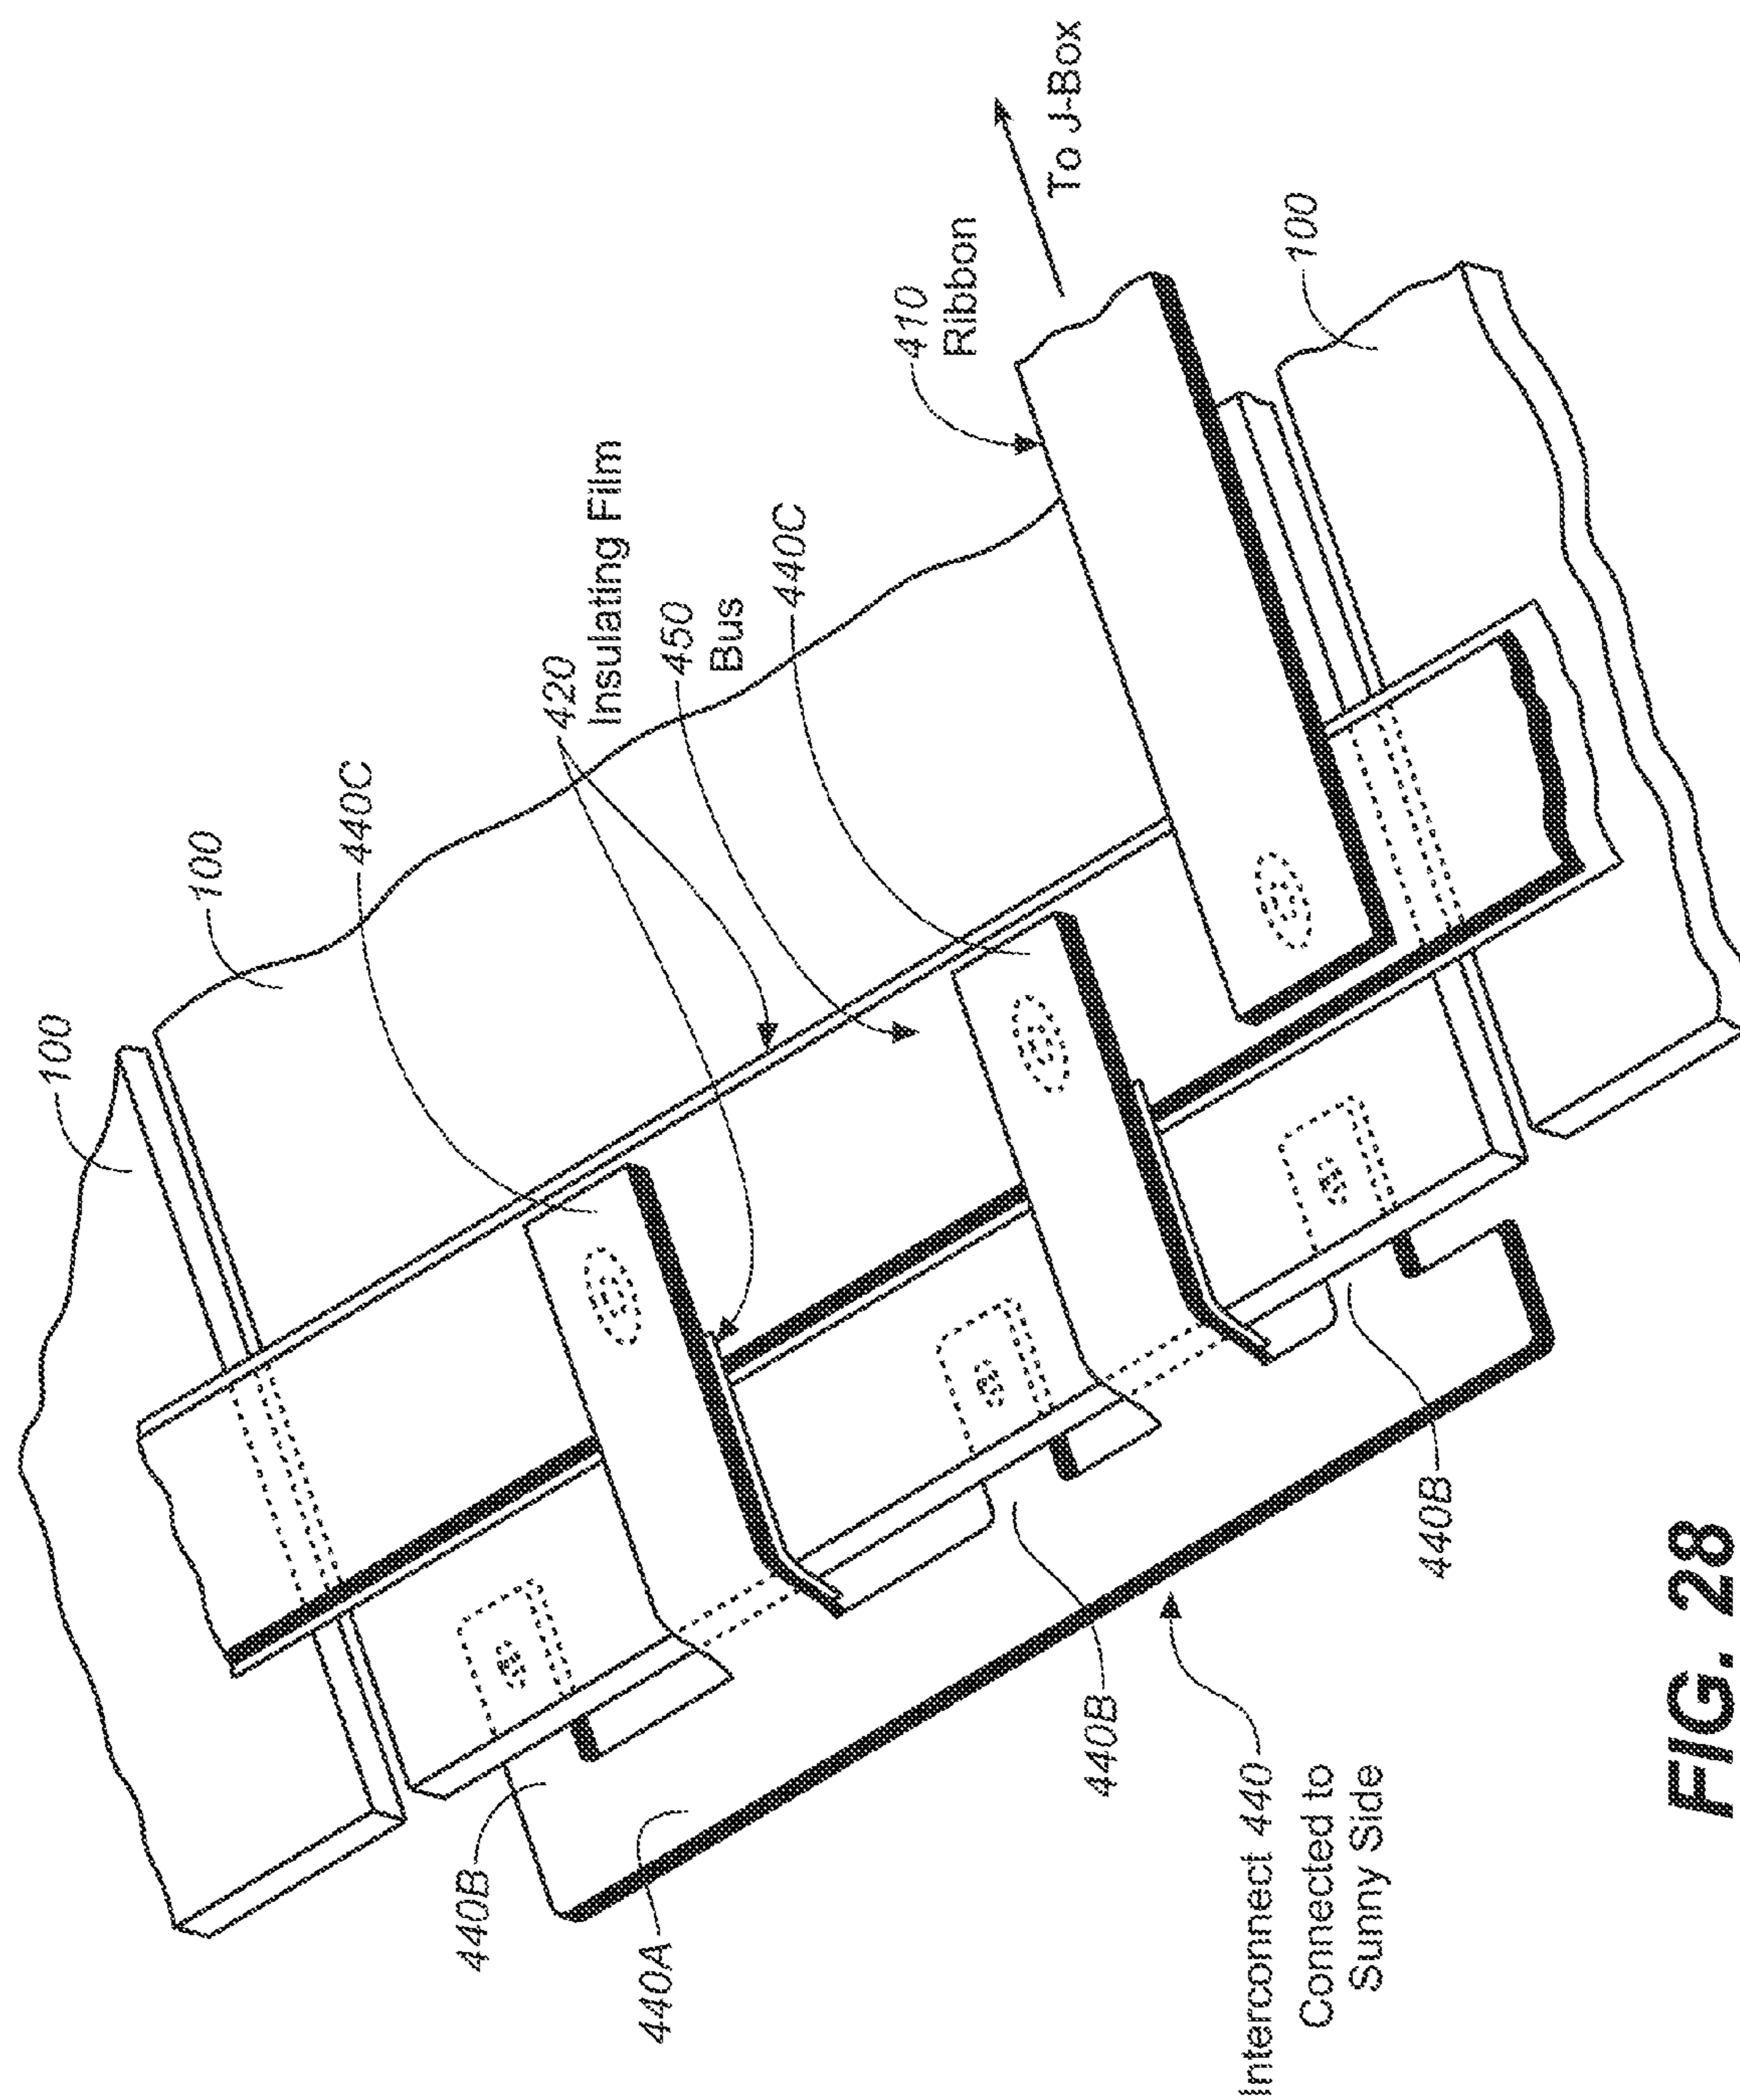 100
100
440C
440B
420
Insulating Film
440A
450
Bus
440C
410
Ribbon
To J-Box
440B
Interconnect 440
Connected to
Sunny Side
100
440B
FIG. 28